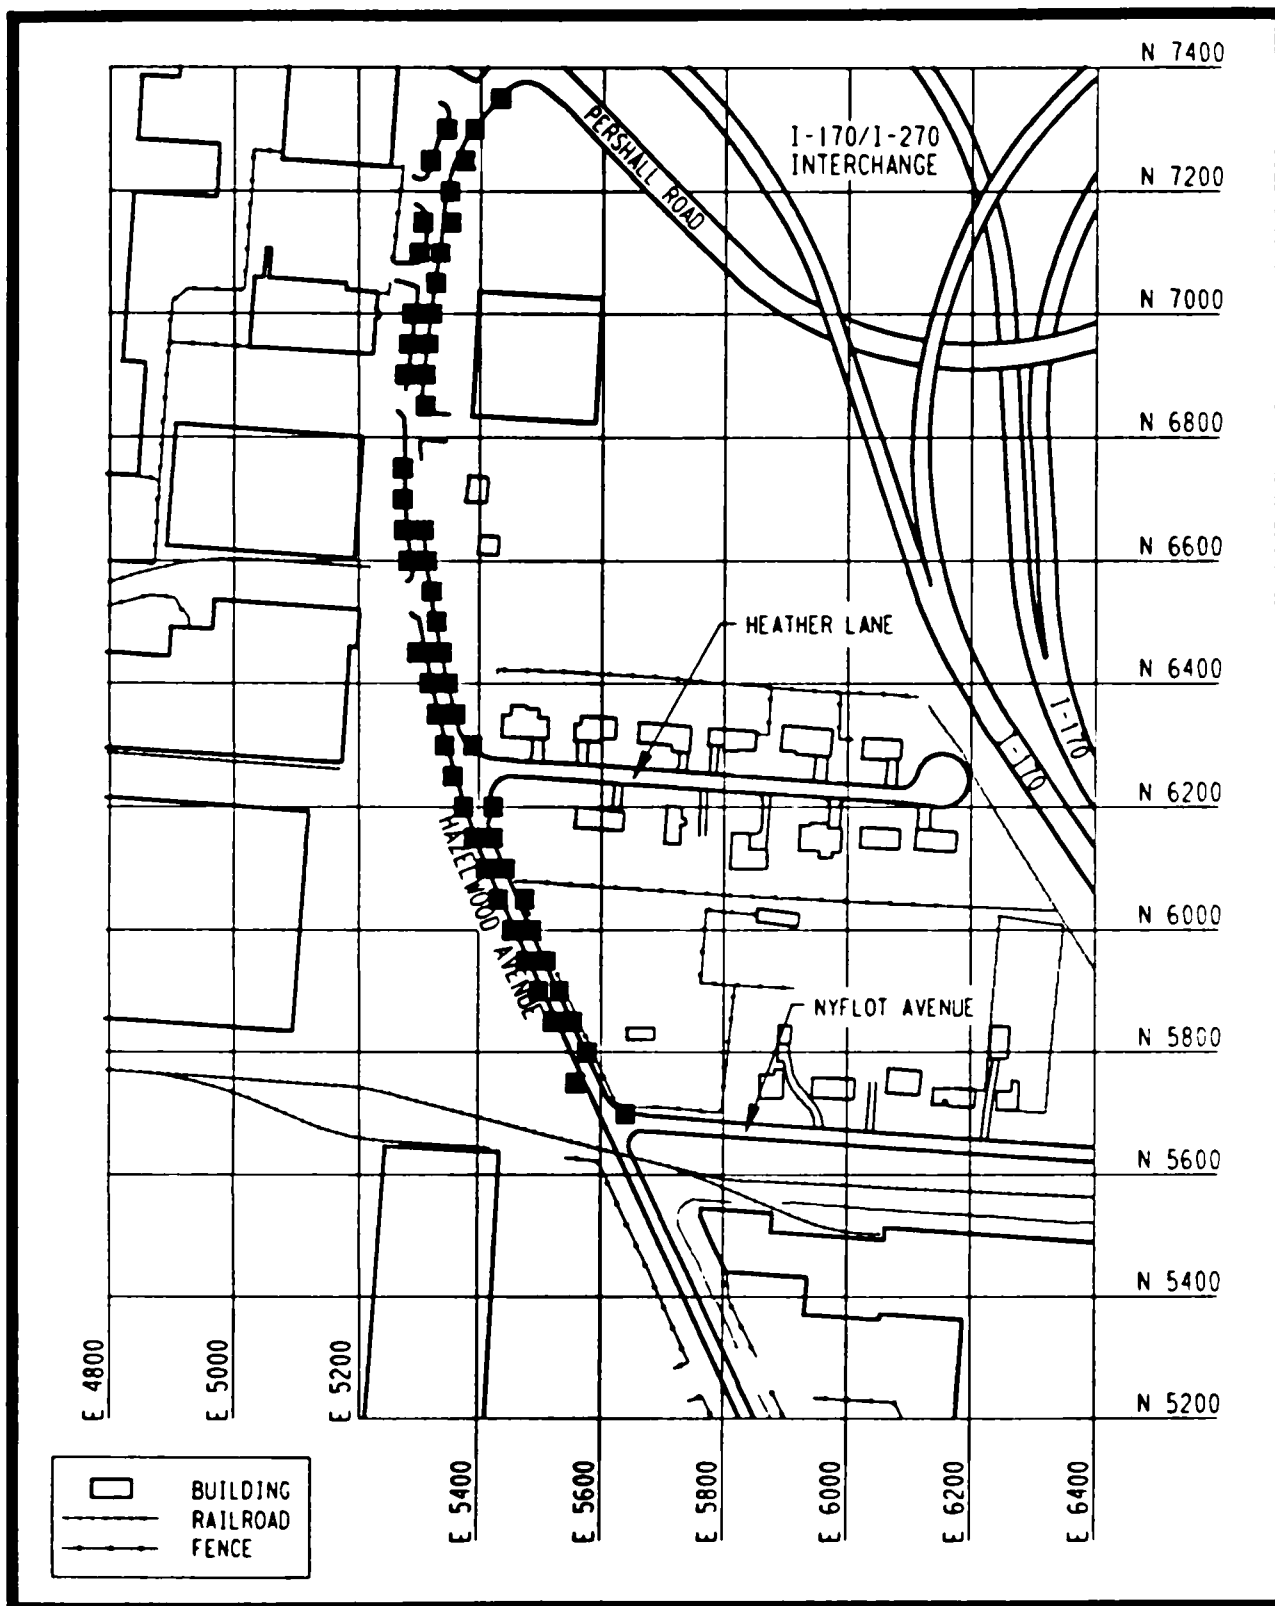 N 7400
I-170/I-270
INTERCHANGE
PERSHALL ROAD
N 7200
N 7000
N 6800
N 6600
HEATHER LANE
N 6400
I-170
I-170
N 6200
HAZELWOOD AVENUE
N 6000
NYFLOT AVENUE
N 5800
N 5600
N 5400
E 4800
E 5000
E 5200
N 5200
E 5400
E 5600
E 5800
E 6000
E 6200
E 6400
BUILDING
RAILROAD
FENCE